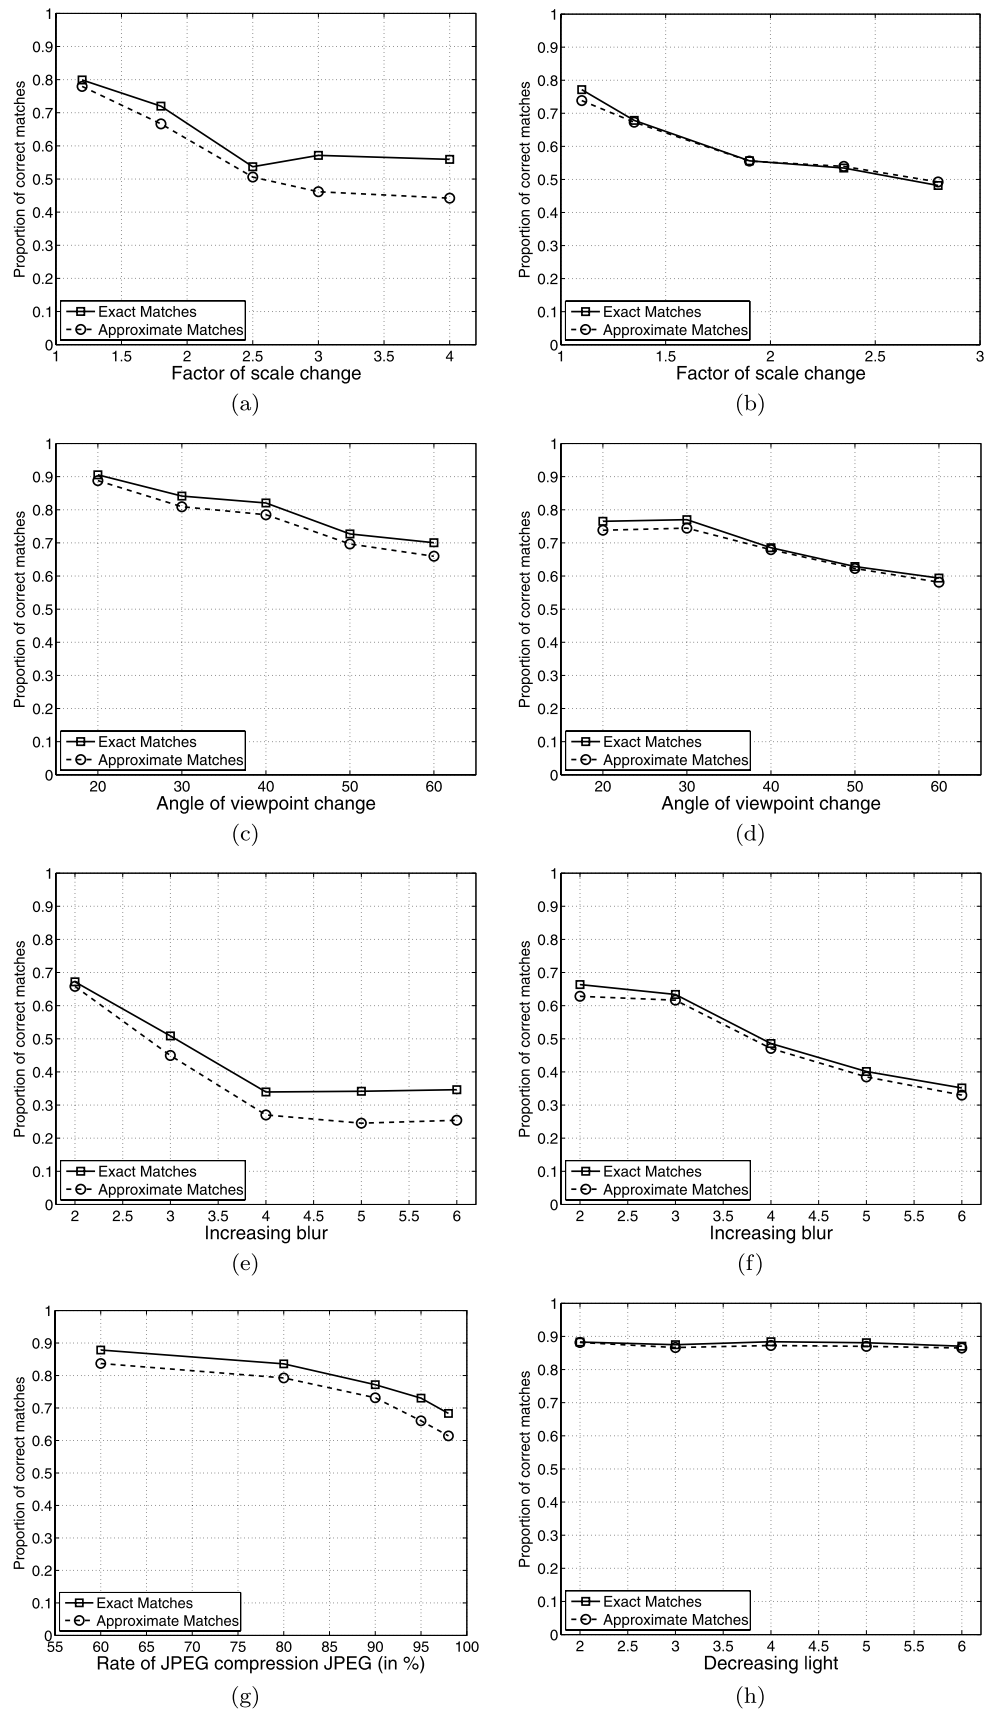 1
0.9
0.8
0.7
0.6
0.5
0.4
0.3
0.2
0.1
0
Proportion of correct matches
Exact Matches
Approximate Matches
1 1.5 2 2.5 3 3.5 4
Factor of scale change
(a)
1
0.9
0.8
0.7
0.6
0.5
0.4
0.3
0.2
0.1
0
Proportion of correct matches
Exact Matches
Approximate Matches
1 1.5 2 2.5 3
Factor of scale change
(b)
1
0.9
0.8
0.7
0.6
0.5
0.4
0.3
0.2
0.1
0
Proportion of correct matches
Exact Matches
Approximate Matches
20 30 40 50 60
Angle of viewpoint change
(c)
1
0.9
0.8
0.7
0.6
0.5
0.4
0.3
0.2
0.1
0
Proportion of correct matches
Exact Matches
Approximate Matches
20 30 40 50 60
Angle of viewpoint change
(d)
1
0.9
0.8
0.7
0.6
0.5
0.4
0.3
0.2
0.1
0
Proportion of correct matches
Exact Matches
Approximate Matches
2 2.5 3 3.5 4 4.5 5 5.5 6
Increasing blur
(e)
1
0.9
0.8
0.7
0.6
0.5
0.4
0.3
0.2
0.1
0
Proportion of correct matches
Exact Matches
Approximate Matches
2 2.5 3 3.5 4 4.5 5 5.5 6
Increasing blur
(f)
1
0.9
0.8
0.7
0.6
0.5
0.4
0.3
0.2
0.1
0
Proportion of correct matches
Exact Matches
Approximate Matches
55 60 65 70 75 80 85 90 95 100
Rate of JPEG compression JPEG (in %)
(g)
1
0.9
0.8
0.7
0.6
0.5
0.4
0.3
0.2
0.1
0
Proportion of correct matches
Exact Matches
Approximate Matches
2 2.5 3 3.5 4 4.5 5 5.5 6
Decreasing light
(h)